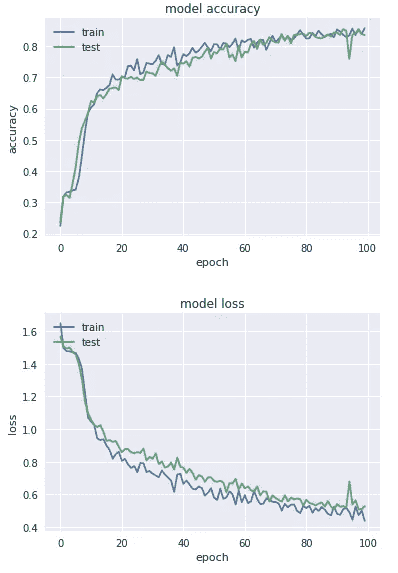 model accuracy
train
test
0.8
0.7
0.6
0.5
0.4
0.3
0.2
accuracy
0 20 40 60 80 100
epoch
model loss
train
test
1.6
1.4
1.2
1.0
0.8
0.6
0.4
loss
0 20 40 60 80 100
epoch